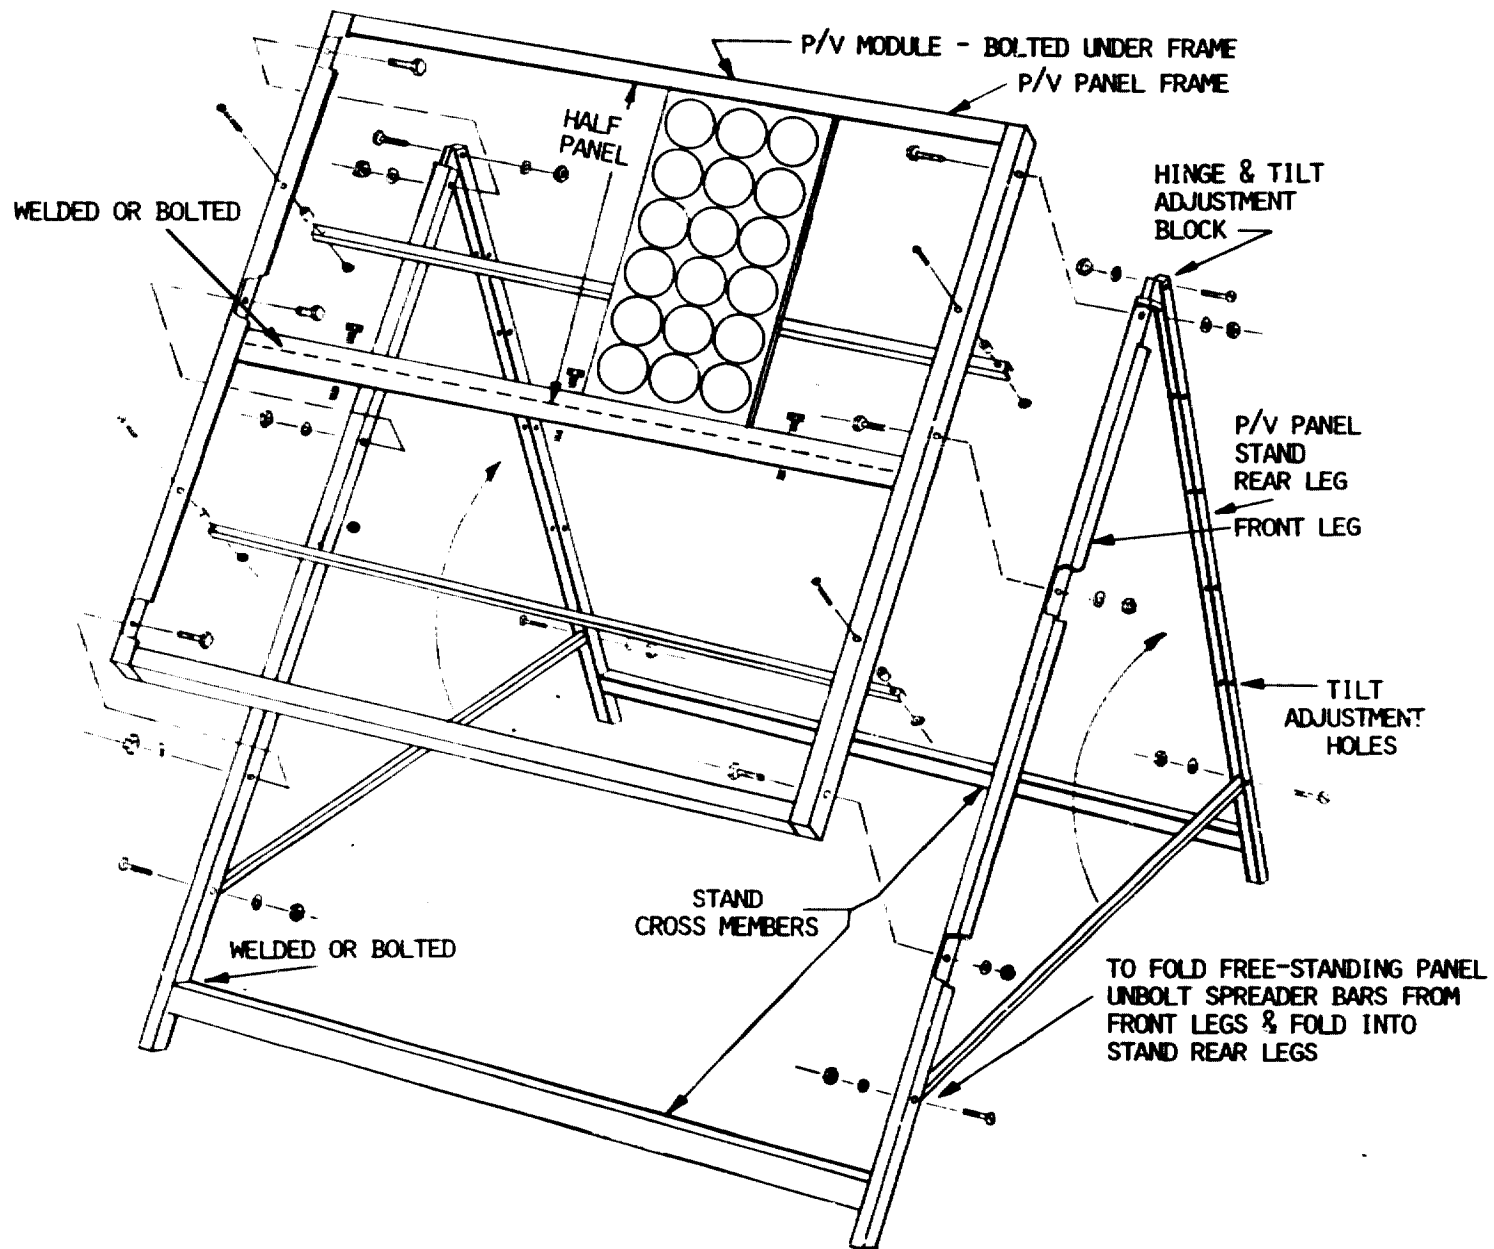 P/V MODULE - BOLTED UNDER FRAME
P/V PANEL FRAME
HALF
PANEL
HINGE & TILT
ADJUSTMENT
BLOCK
WELDED OR BOLTED
P/V PANEL
STAND
REAR LEG
FRONT LEG
TILT
ADJUSTMENT
HOLES
STAND
CROSS MEMBERS
WELDED OR BOLTED
TO FOLD FREE-STANDING PANEL
UNBOLT SPREADER BARS FROM
FRONT LEGS & FOLD INTO
STAND REAR LEGS